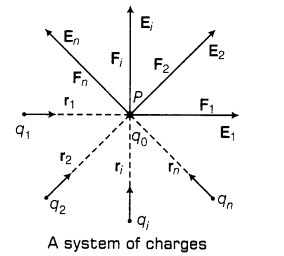 Eₙ Eᵢ E₂
Fₙ Fᵢ F₂
P F₁
q₁ r₁ q₀ E₁
r₂ rᵢ rₙ
q₂ qᵢ qₙ
A system of charges